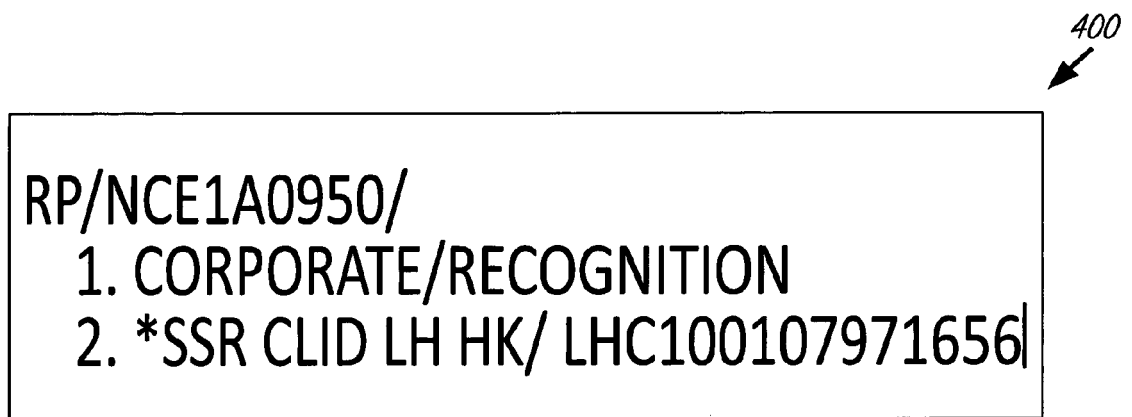 400
RP/NCE1A0950/
1. CORPORATE/RECOGNITION
2. *SSR CLID LH HK/ LHC100107971656